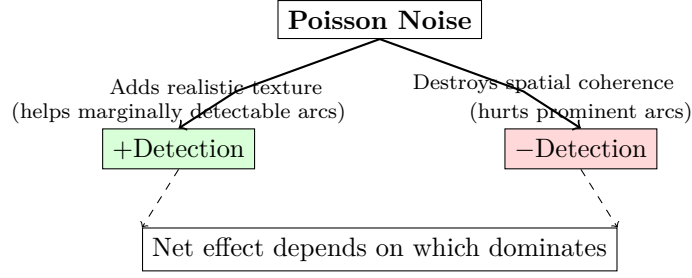 Poisson Noise
Adds realistic texture
(helps marginally detectable arcs)
Destroys spatial coherence
(hurts prominent arcs)
+Detection
−Detection
Net effect depends on which dominates